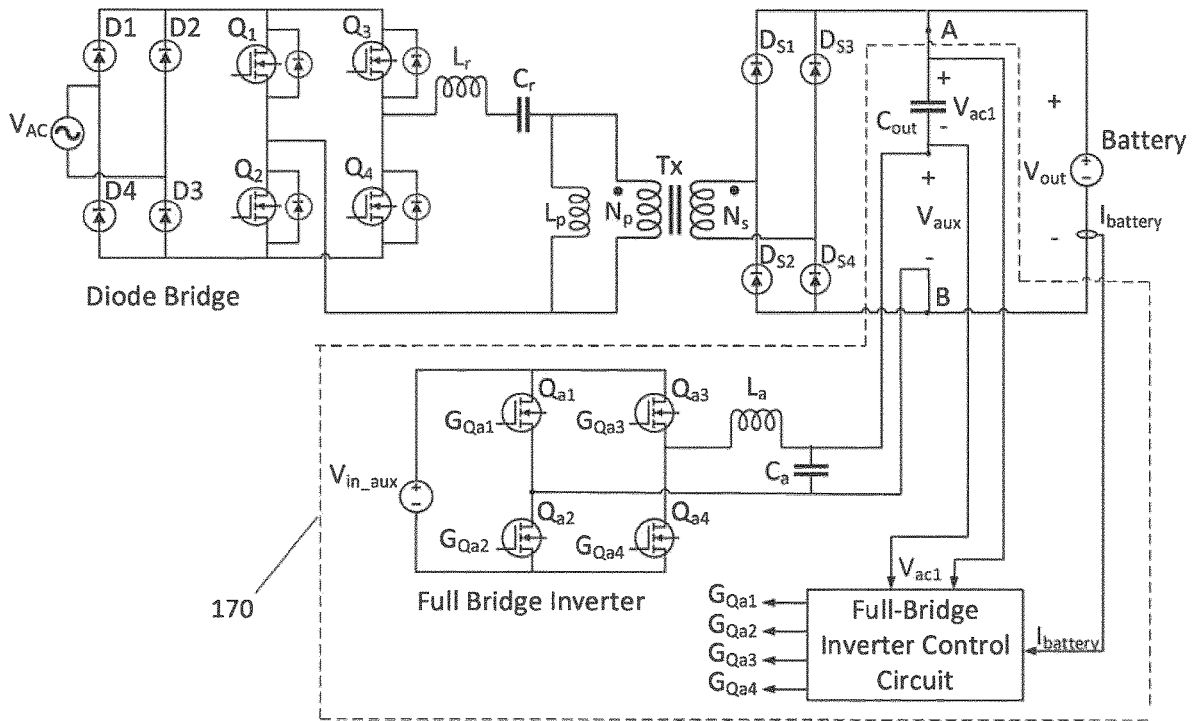 D1
D2
Q1
Q3
Lr
Cr
VAC
D4
D3
Q2
Q4
Lp
Np
Tx
Ns
DS1
DS3
DS2
DS4
A
+
Cout
Vac1
-
+
Vaux
-
B
+
Vout
-
Battery
+
-
Ibattery
Diode Bridge
Qa1
Qa3
GQa1
GQa3
La
Ca
Vin_aux
+
-
Qa2
Qa4
GQa2
GQa4
Full Bridge Inverter
170
Vac1
GQa1
GQa2
GQa3
GQa4
Full-Bridge
Inverter Control
Circuit
Ibattery